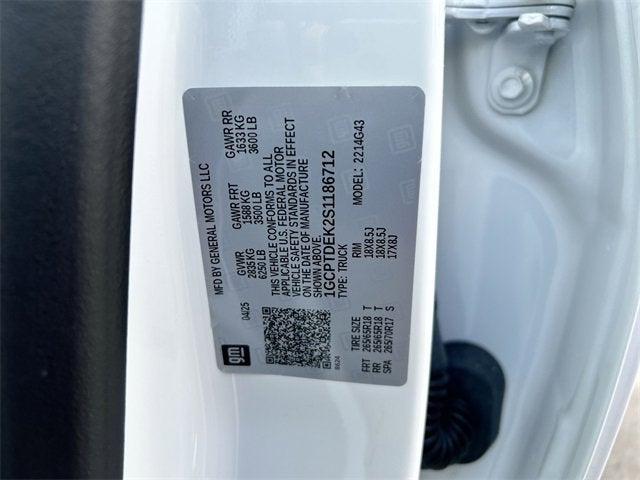 MFD BY GENERAL MOTORS LLC
04/25
GVWR GAWR FRT GAWR RR
2835 KG 1588 KG 1633 KG
6250 LB 3500 LB 3600 LB
THIS VEHICLE CONFORMS TO ALL
APPLICABLE U.S. FEDERAL MOTOR
VEHICLE SAFETY STANDARDS IN EFFECT
ON THE DATE OF MANUFACTURE
SHOWN ABOVE.
1GCPTDEK2S1186712
TYPE: TRUCK MODEL: 2214G43
gm
TIRE SIZE RIM
FRT 265/65R18 T 18X8.5J
RR 265/65R18 T 18X8.5J
SPA 265/70R17 S 17X8J